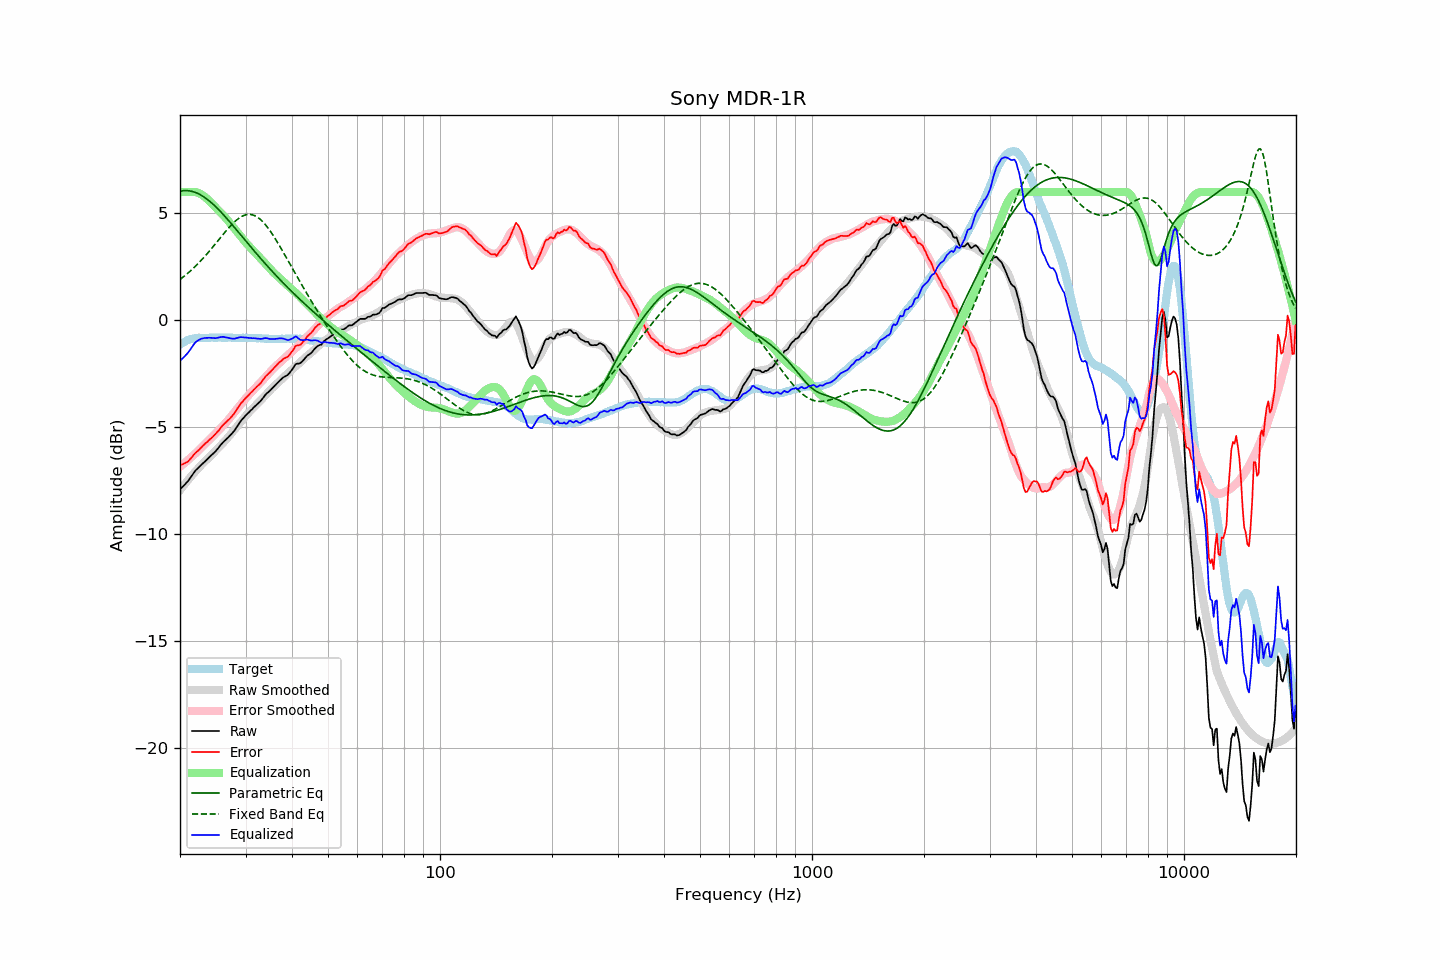 Sony MDR-1R
Amplitude (dBr)
5
0
−5
−10
−15
−20
Target
Raw Smoothed
Error Smoothed
Raw
Error
Equalization
Parametric Eq
Fixed Band Eq
Equalized
100
1000
10000
Frequency (Hz)